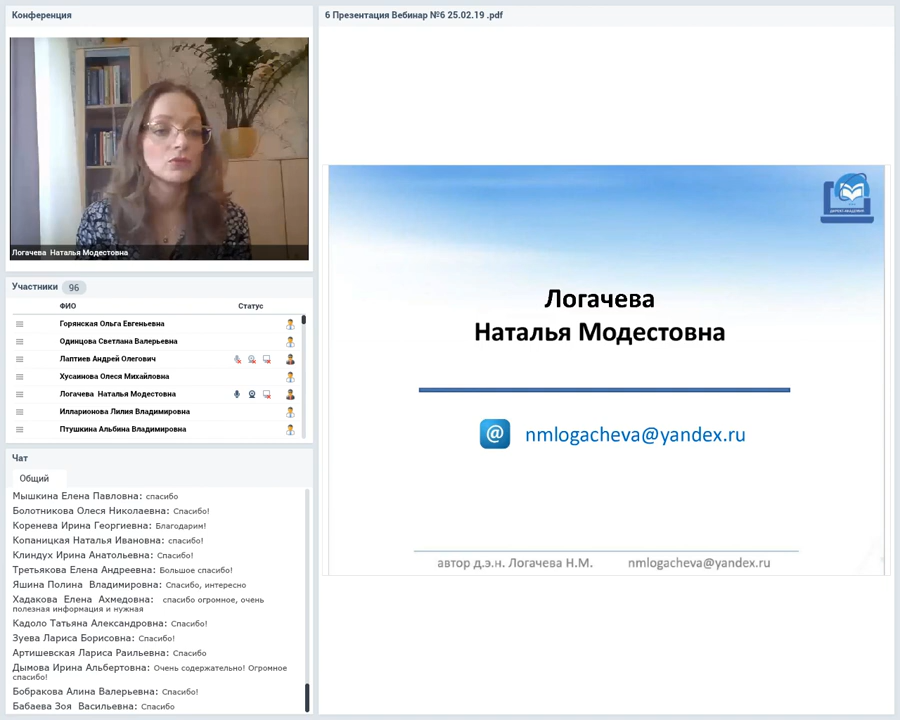 Конференция
Логачева  Наталья Модестовна
Участники 96
ФИО Статус
Горянская Ольга Евгеньевна
Одинцова Светлана Валерьевна
Лаптиев Андрей Олегович
Хусаинова Олеся Михайловна
Логачева  Наталья Модестовна
Илларионова Лилия Владимировна
Птушкина Альбина Владимировна
Чат
Общий
Мышкина Елена Павловна: спасибо
Болотникова Олеся Николаевна: Спасибо!
Коренева Ирина Георгиевна: Благодарим!
Копаницкая Наталья Ивановна: спасибо!
Клиндух Ирина Анатольевна: Спасибо!
Третьякова Елена Андреевна: Большое спасибо!
Яшина Полина  Владимировна: Спасибо, интересно
Хадакова  Елена  Ахмедовна:  спасибо огромное, очень
полезная информация и нужная
Кадоло Татьяна Александровна: Спасибо!
Зуева Лариса Борисовна: Спасибо!
Артишевская Лариса Раильевна: Спасибо
Дымова Ирина Альбертовна: Очень содержательно! Огромное
спасибо!
Бобракова Алина Валерьевна: Спасибо!
Бабаева Зоя  Васильевна: Спасибо
6 Презентация Вебинар №6 25.02.19 .pdf
Логачева
Наталья Модестовна
@ nmlogacheva@yandex.ru
автор д.э.н. Логачева Н.М. nmlogacheva@yandex.ru